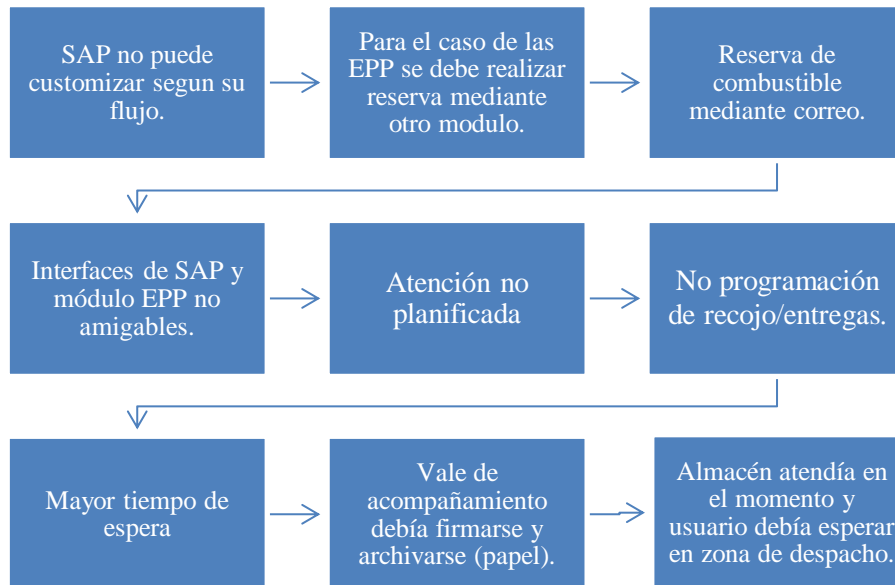 SAP no puede
customizar segun su
flujo.
Para el caso de las
EPP se debe realizar
reserva mediante
otro modulo.
Reserva de
combustible
mediante correo.
Interfaces de SAP y
módulo EPP no
amigables.
Atención no
planificada
No programación
de recojo/entregas.
Mayor tiempo de
espera
Vale de
acompañamiento
debía firmarse y
archivarse (papel).
Almacén atendía en
el momento y
usuario debía esperar
en zona de despacho.